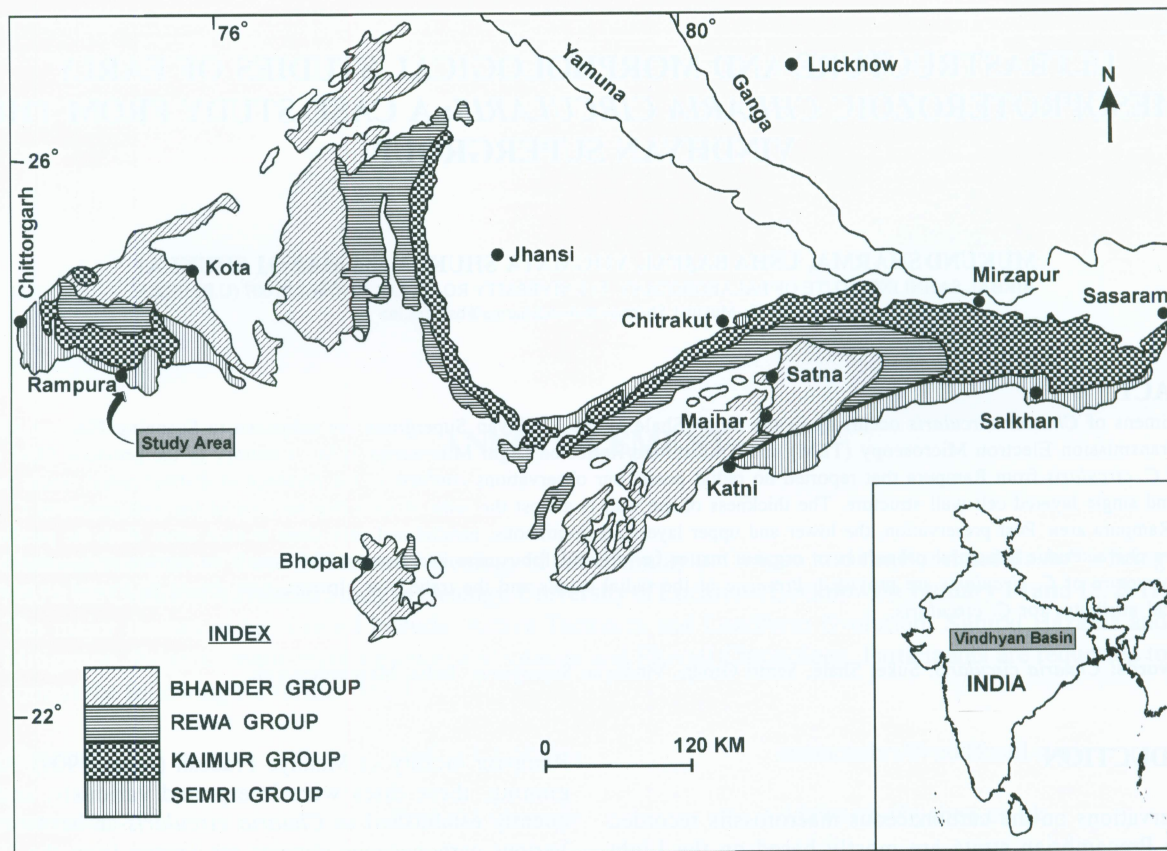 76°
80°
Yamuna
Ganga
Lucknow
N
26°
Chittorgarh
Kota
Jhansi
Mirzapur
Sasaram
Chitrakut
Rampura
Satna
Study Area
Maihar
Salkhan
Katni
Bhopal
INDEX
BHANDER GROUP
REWA GROUP
KAIMUR GROUP
SEMRI GROUP
22°
0 120 KM
Vindhyan Basin
INDIA